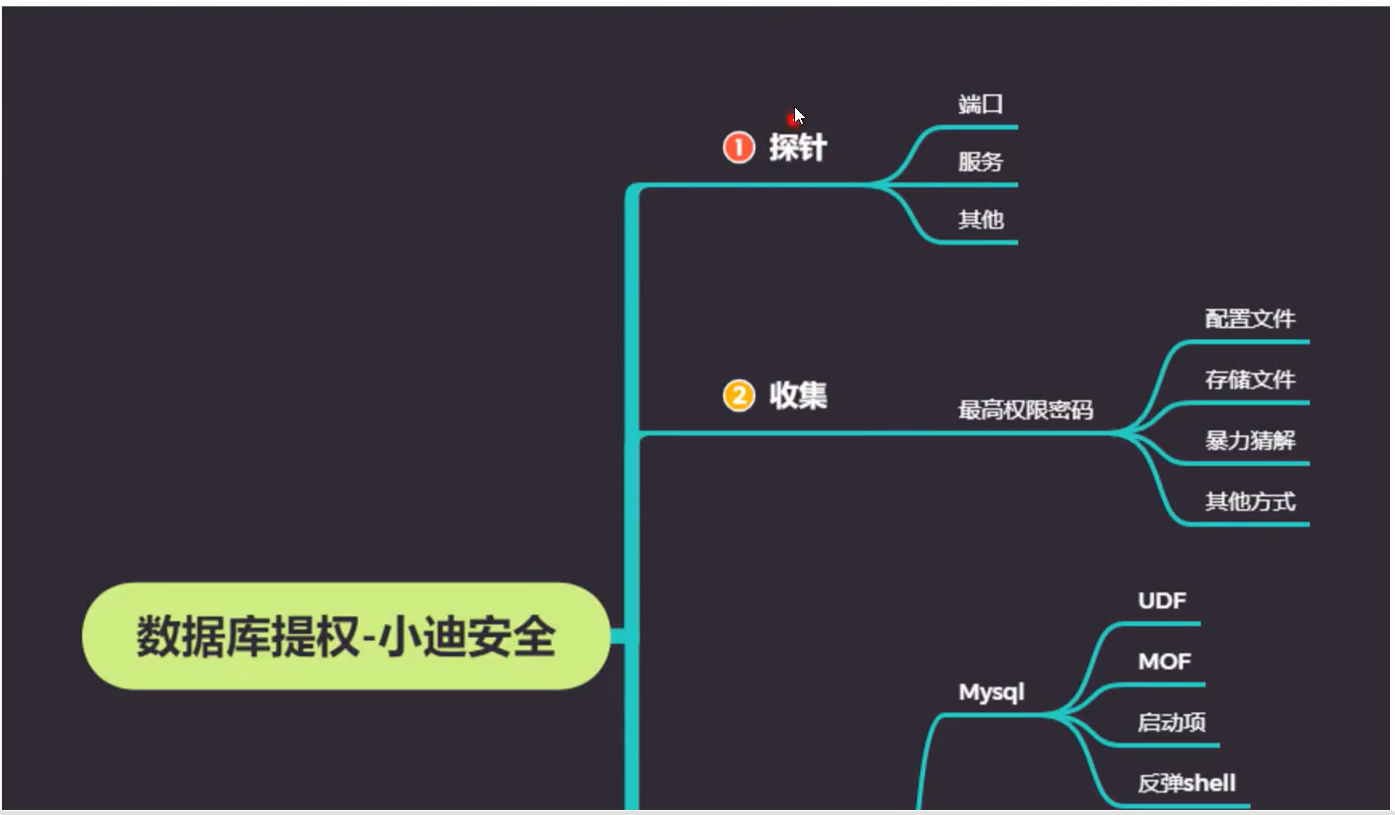 数据库提权-小迪安全
1 探针
端口
服务
其他
2 收集
最高权限密码
配置文件
存储文件
暴力猜解
其他方式
Mysql
UDF
MOF
启动项
反弹shell